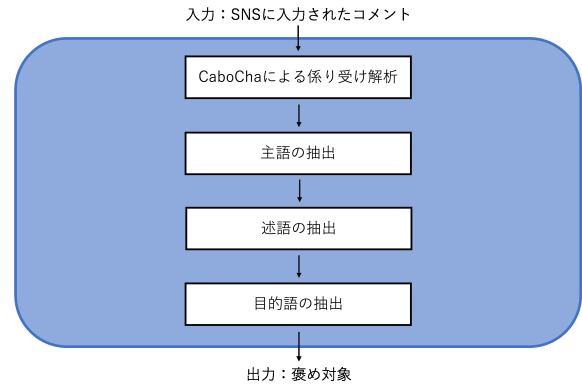 入力：SNSに入力されたコメント
CaboChaによる係り受け解析
主語の抽出
述語の抽出
目的語の抽出
出力：褒め対象